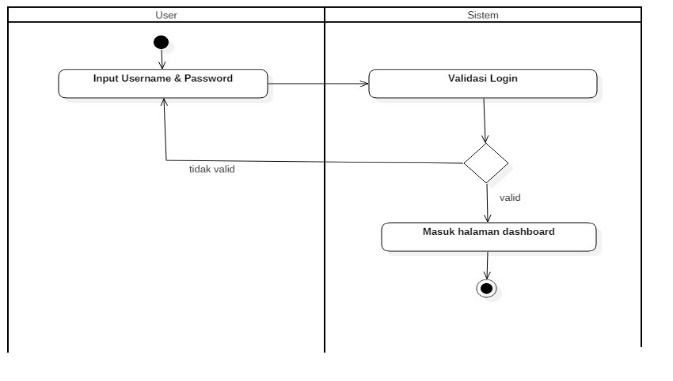 User
Sistem
Input Username & Password
Validasi Login
tidak valid
valid
Masuk halaman dashboard